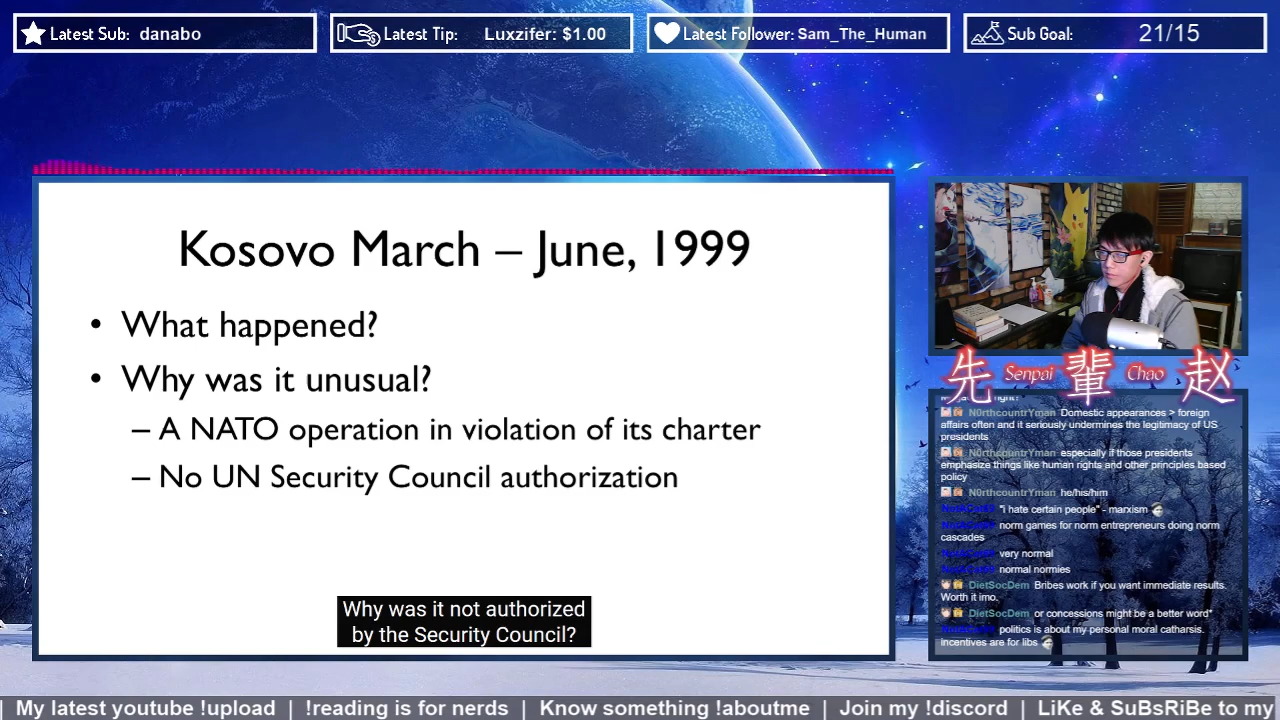 Latest Sub: danabo
Latest Tip: Luxzifer: $1.00
Latest Follower: Sam_The_Human
Sub Goal: 21/15
Kosovo March – June, 1999
• What happened?
• Why was it unusual?
– A NATO operation in violation of its charter
– No UN Security Council authorization
Why was it not authorized
by the Security Council?
先 Senpai 輩 Chao 赵
right?
N0rthcountrYman Domestic appearances > foreign
affairs often and it seriously undermines the legitimacy of US
presidents
N0rthcountrYman especially if those presidents
emphasize things like human rights and other principles based
policy
N0rthcountrYman he/his/him
"i hate certain people" - marxism
norm games for norm entrepreneurs doing norm
cascades
very normal
normal normies
DietSocDem Bribes work if you want immediate results.
Worth it imo.
DietSocDem or concessions might be a better word*
politics is about my personal moral catharsis.
incentives are for libs
| My latest youtube !upload | !reading is for nerds | Know something !aboutme | Join my !discord | LiKe & SuBsRiBe to my